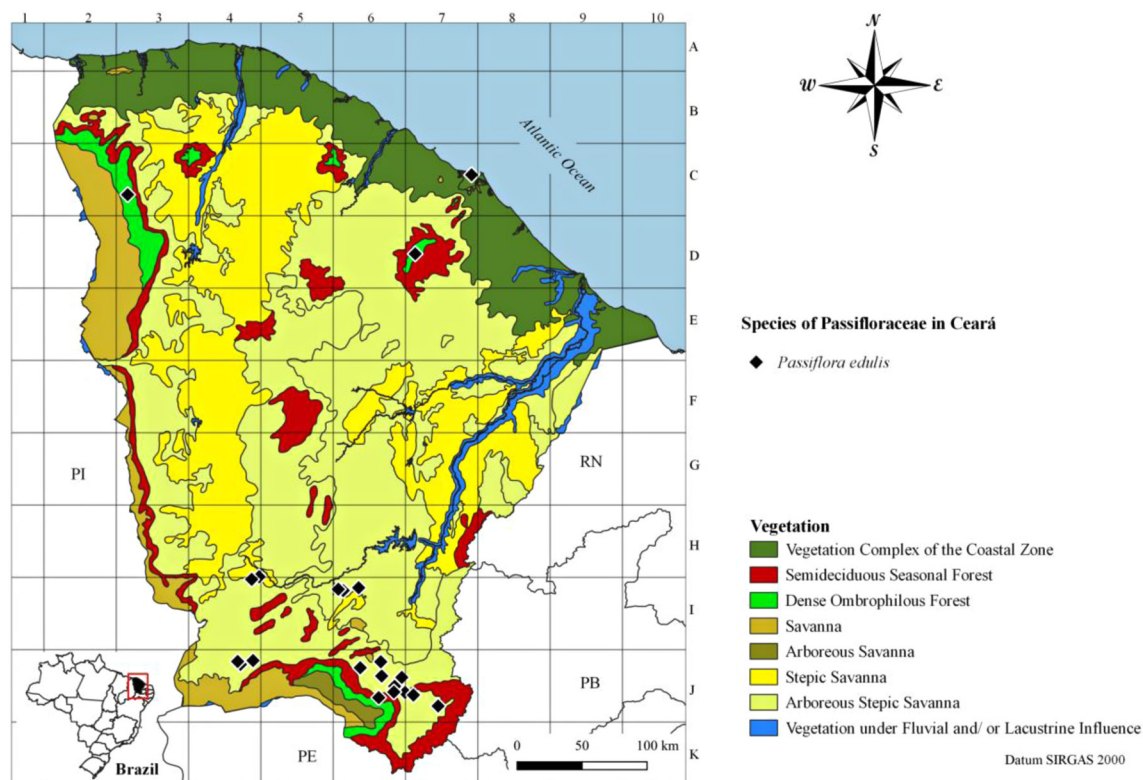 1 2 3 4 5 6 7 8 9 10
A
B
C
D
E
F
G
H
I
J
K
N
W E
S
Atlantic Ocean
Species of Passifloraceae in Ceará
Passiflora edulis
PI
RN
PB
PE
Brazil
0 50 100 km
Vegetation
Vegetation Complex of the Coastal Zone
Semideciduous Seasonal Forest
Dense Ombrophilous Forest
Savanna
Arboreous Savanna
Stepic Savanna
Arboreous Stepic Savanna
Vegetation under Fluvial and/ or Lacustrine Influence
Datum SIRGAS 2000